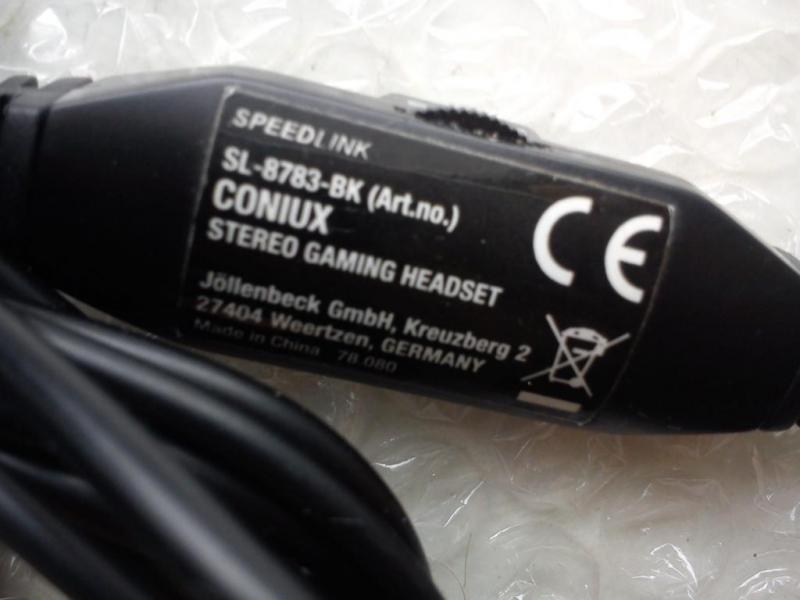 SPEEDLINK
SL-8783-BK (Art.no.)
CONIUX
STEREO GAMING HEADSET
CE
Jöllenbeck GmbH, Kreuzberg 2
27404 Weertzen, GERMANY
Made in China 78.080